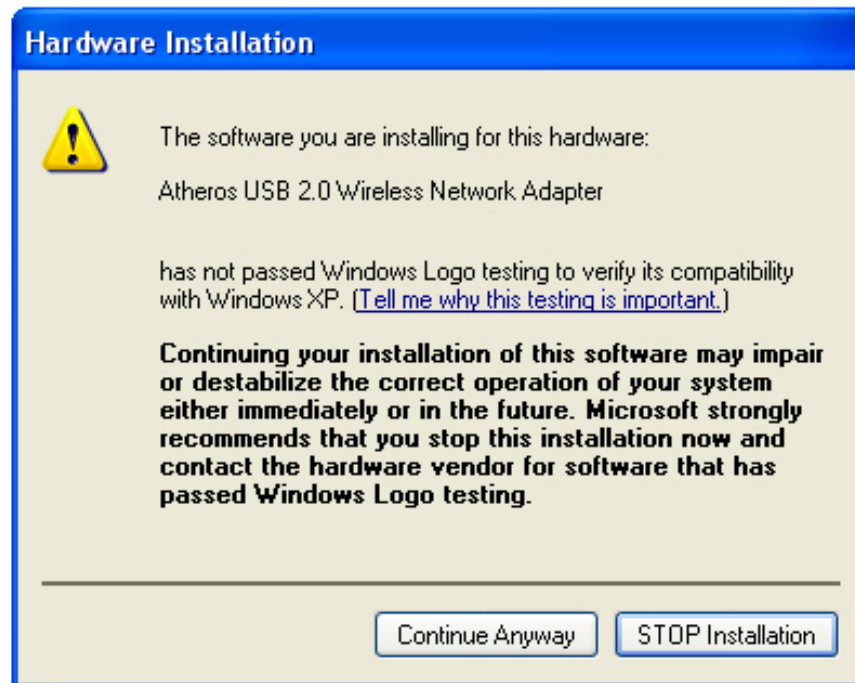 Hardware Installation
The software you are installing for this hardware:
Atheros USB 2.0 Wireless Network Adapter
has not passed Windows Logo testing to verify its compatibility
with Windows XP. (Tell me why this testing is important.)
Continuing your installation of this software may impair
or destabilize the correct operation of your system
either immediately or in the future. Microsoft strongly
recommends that you stop this installation now and
contact the hardware vendor for software that has
passed Windows Logo testing.
Continue Anyway STOP Installation